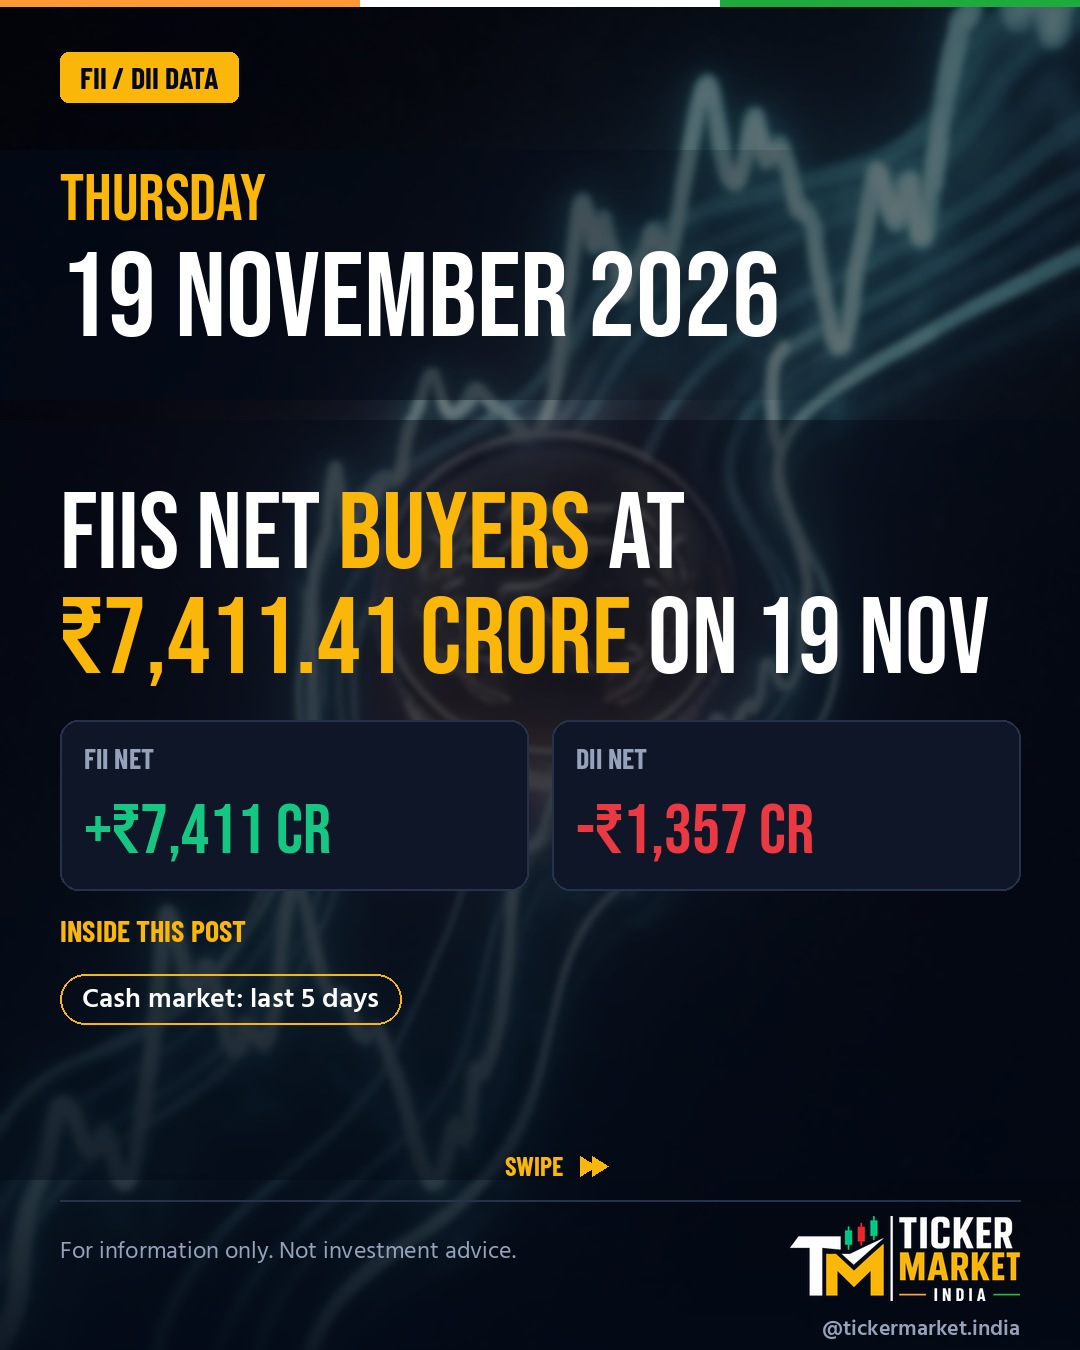 FII / DII DATA
THURSDAY
19 NOVEMBER 2026
FIIS NET BUYERS AT
₹7,411.41 CRORE ON 19 NOV
FII NET
+₹7,411 CR
DII NET
-₹1,357 CR
INSIDE THIS POST
Cash market: last 5 days
SWIPE
For information only. Not investment advice.
TM TICKER
MARKET
INDIA
@tickermarket.india